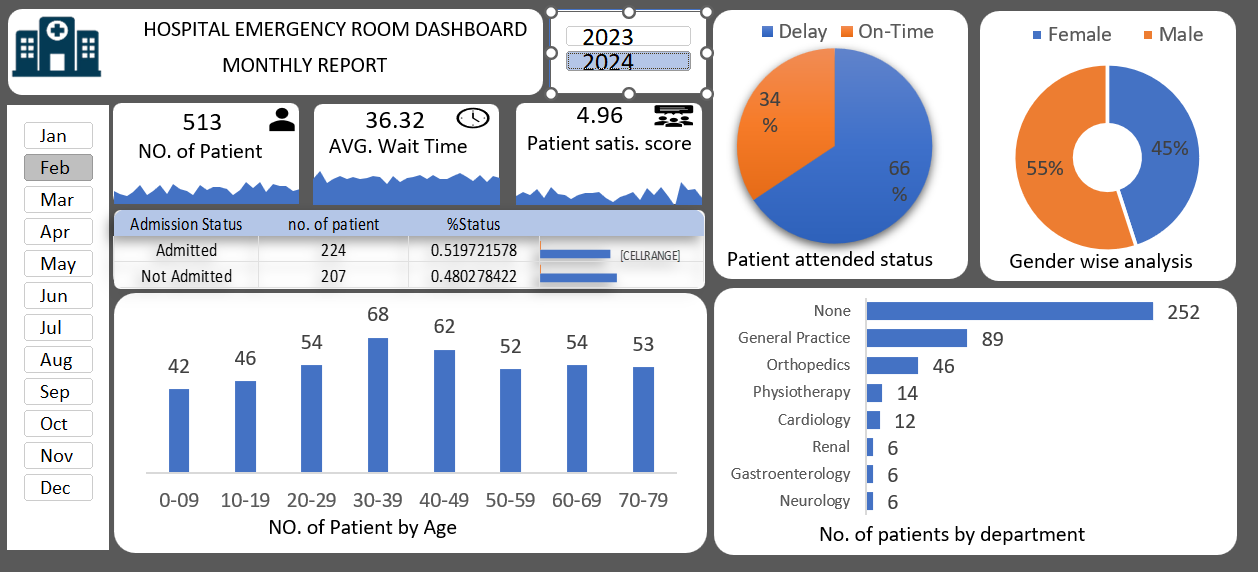 HOSPITAL EMERGENCY ROOM DASHBOARD
MONTHLY REPORT
2023
2024
Delay On-Time
34
%
66
%
Patient attended status
Female Male
45%
55%
Gender wise analysis
Jan
Feb
Mar
Apr
May
Jun
Jul
Aug
Sep
Oct
Nov
Dec
513
NO. of Patient
36.32
AVG. Wait Time
4.96
Patient satis. score
Admission Status no. of patient %Status
Admitted 224 0.519721578 [CELLRANGE]
Not Admitted 207 0.480278422
42 46 54 68 62 52 54 53
0-09 10-19 20-29 30-39 40-49 50-59 60-69 70-79
NO. of Patient by Age
None 252
General Practice 89
Orthopedics 46
Physiotherapy 14
Cardiology 12
Renal 6
Gastroenterology 6
Neurology 6
No. of patients by department